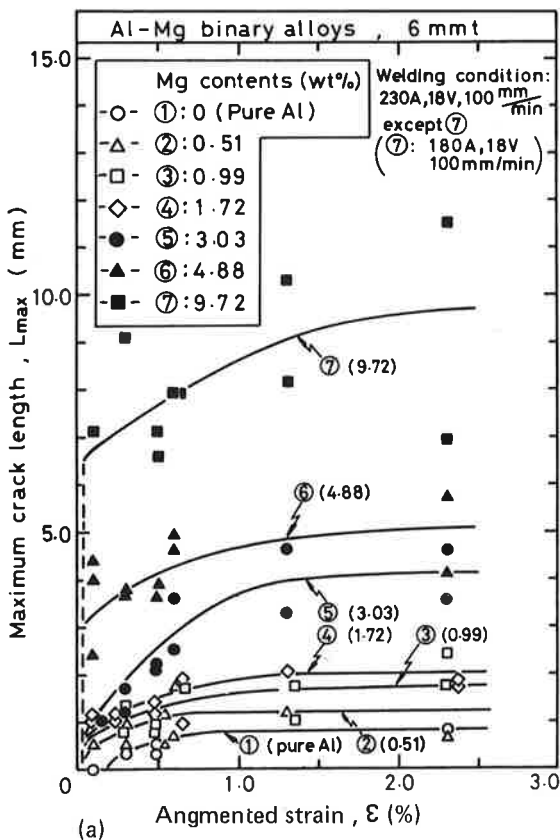 Al-Mg binary alloys , 6 mmt
15.0
Mg contents (wt%)
①:0 (Pure Al)
②:0.51
③:0.99
④:1.72
⑤:3.03
⑥:4.88
⑦:9.72
Welding condition:
230A,18V,100 mm/min
except ⑦
(⑦: 180A,18V
100mm/min)
10.0
⑦ (9.72)
⑥ (4.88)
5.0
⑤ (3.03)
④ (1.72)
③ (0.99)
① (pure Al)
② (0.51)
0
1.0
2.0
3.0
Maximum crack length , Lmax ( mm)
Angmented strain , ε (%)
(a)